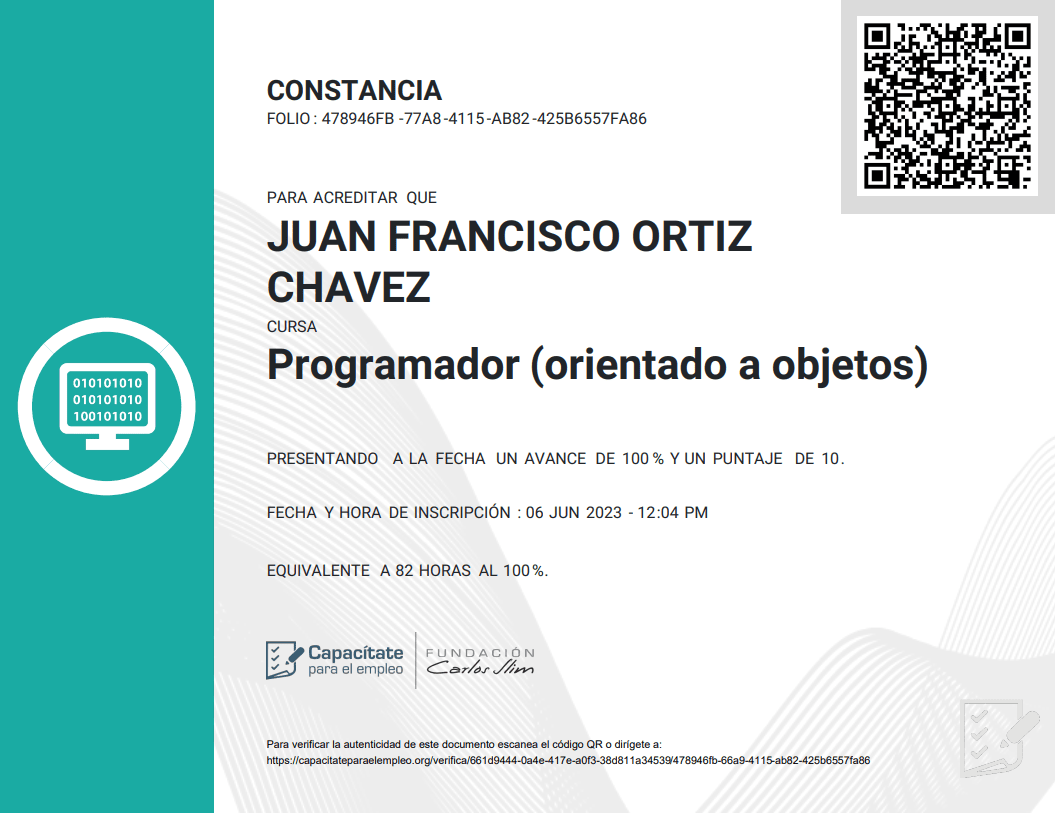 CONSTANCIA
FOLIO: 478946FB-77A8-4115-AB82-425B6557FA86
PARA ACREDITAR QUE
JUAN FRANCISCO ORTIZ
CHAVEZ
CURSA
Programador (orientado a objetos)
010101010
010101010
100101010
PRESENTANDO A LA FECHA UN AVANCE DE 100% Y UN PUNTAJE DE 10.
FECHA Y HORA DE INSCRIPCIÓN : 06 JUN 2023 - 12:04 PM
EQUIVALENTE A 82 HORAS AL 100%.
Capacítate
para el empleo
FUNDACIÓN
Carlos Slim
Para verificar la autenticidad de este documento escanea el código QR o dirígete a:
https://capacitateparaelempleo.org/verifica/661d9444-0a4e-417e-a0f3-38d811a34539/478946fb-66a9-4115-ab82-425b6557fa86